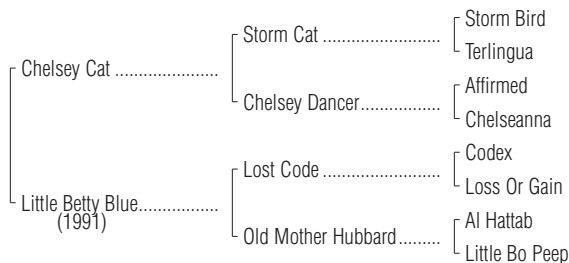 Storm Bird
Storm Cat ........................
Terlingua
Chelsey Cat .....................
Affirmed
Chelsey Dancer................
Chelseanna
Codex
Lost Code ........................
Loss Or Gain
Little Betty Blue................
(1991)
Al Hattab
Old Mother Hubbard.........
Little Bo Peep